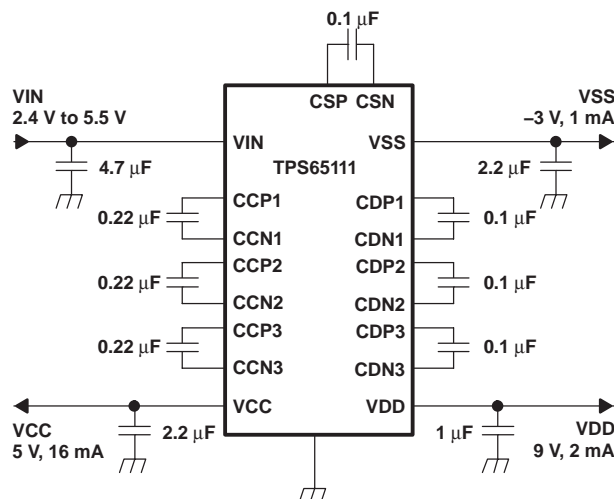 0.1 μF
CSP CSN
VIN
2.4 V to 5.5 V
VSS
–3 V, 1 mA
VIN
VSS
TPS65111
4.7 μF
2.2 μF
CCP1
CDP1
0.22 μF
0.1 μF
CCN1
CDN1
CCP2
CDP2
0.22 μF
0.1 μF
CCN2
CDN2
CCP3
CDP3
0.22 μF
0.1 μF
CCN3
CDN3
VCC
VDD
VCC
5 V, 16 mA
2.2 μF
1 μF
VDD
9 V, 2 mA